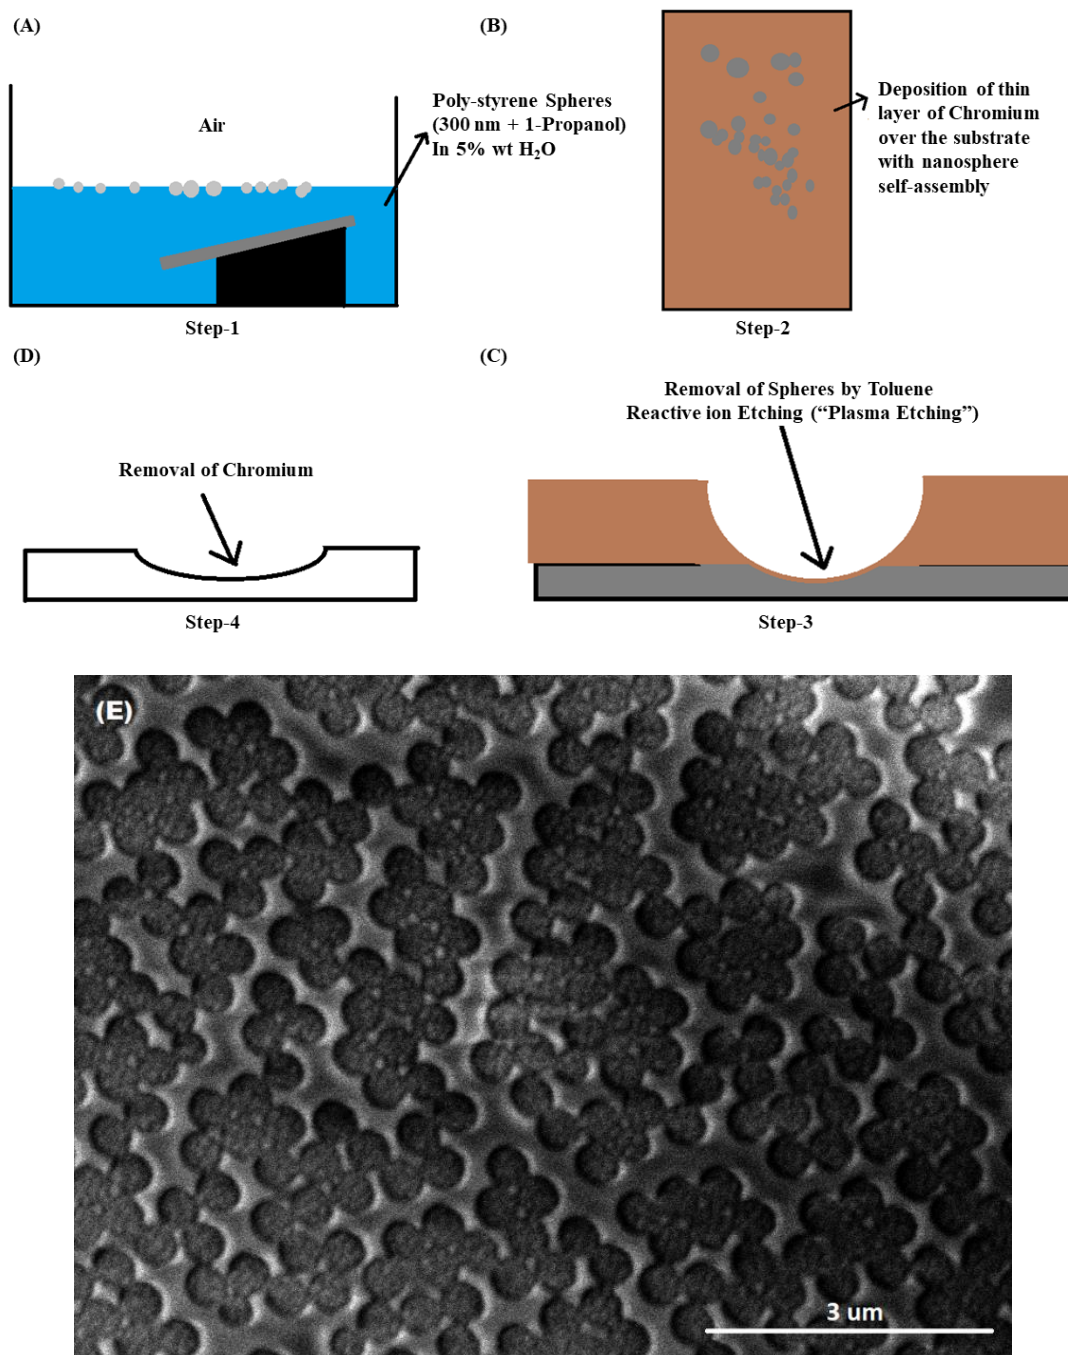 (A)
Air
Poly-styrene Spheres
(300 nm + 1-Propanol)
In 5% wt H₂O
Step-1
(B)
Deposition of thin
layer of Chromium
over the substrate
with nanosphere
self-assembly
Step-2
(D)
Removal of Chromium
Step-4
(C)
Removal of Spheres by Toluene
Reactive ion Etching (“Plasma Etching”)
Step-3
(E)
3 um